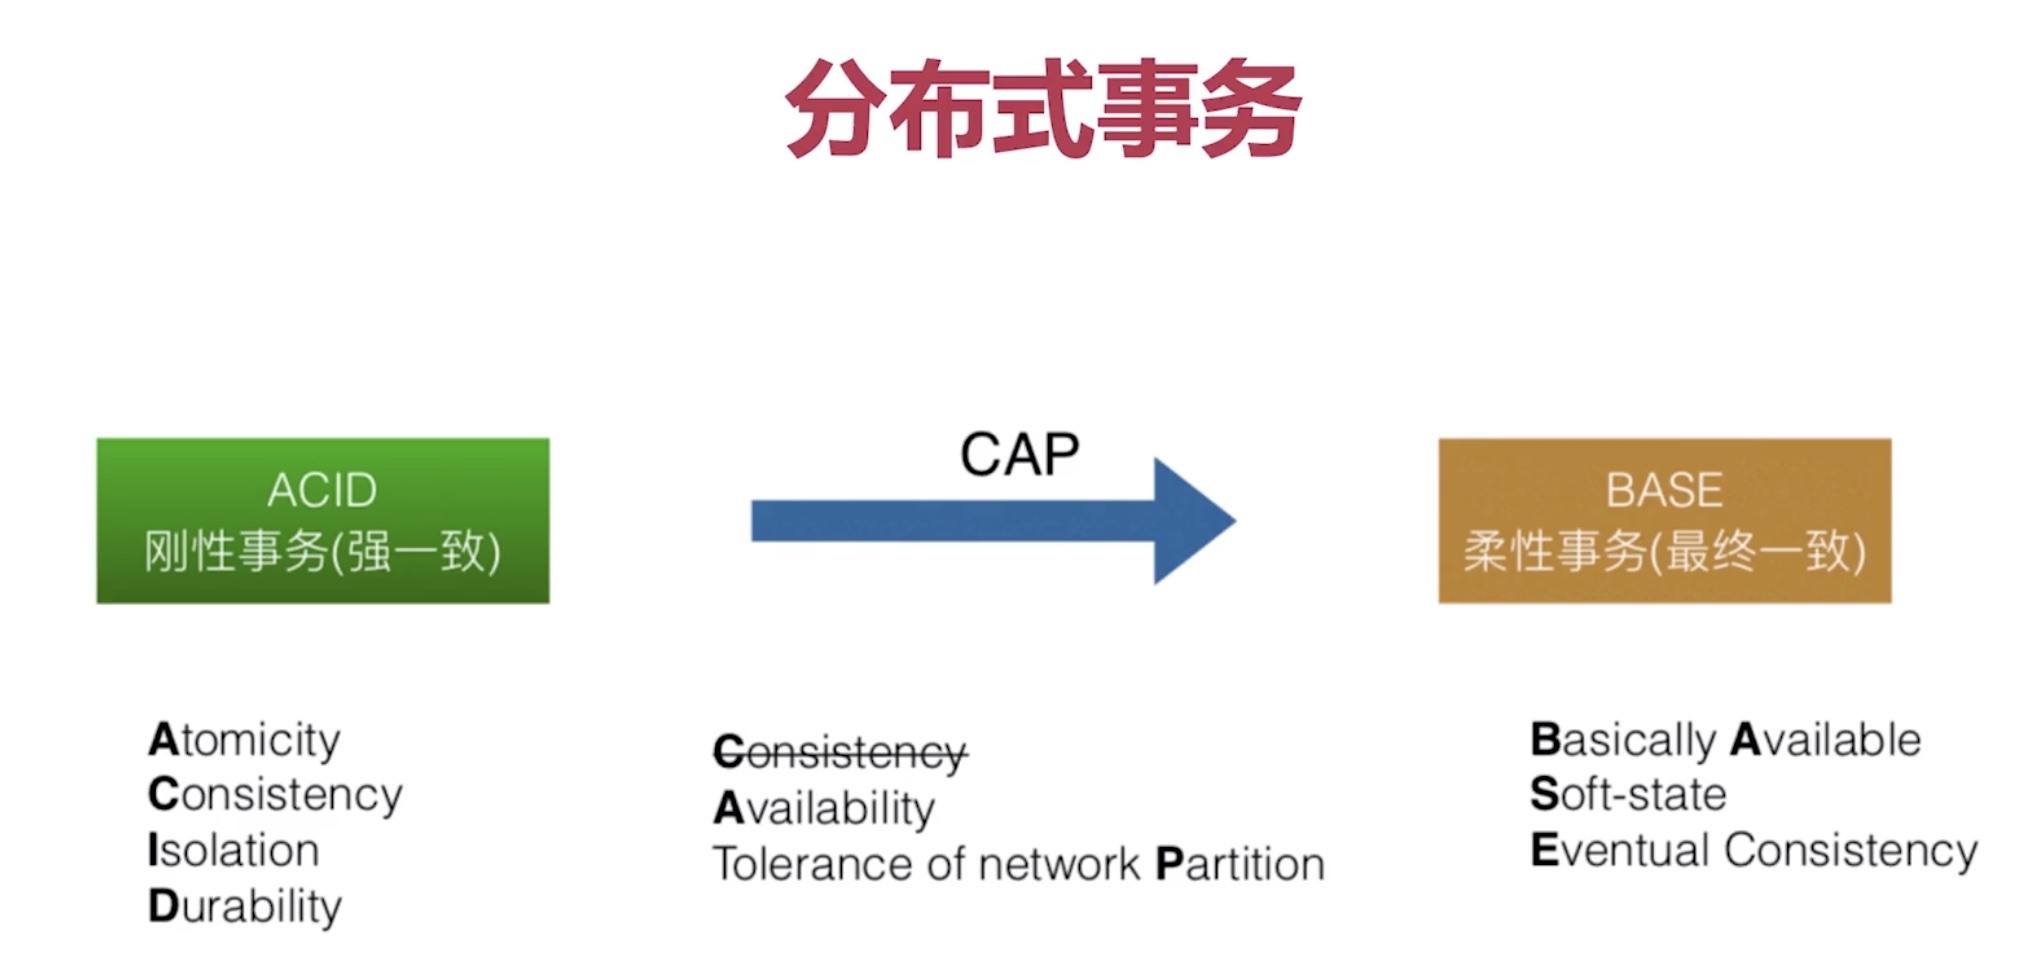 分布式事务
ACID
刚性事务(强一致)
CAP
BASE
柔性事务(最终一致)
Atomicity
Consistency
Isolation
Durability
Consistency
Availability
Tolerance of network Partition
Basically Available
Soft-state
Eventual Consistency